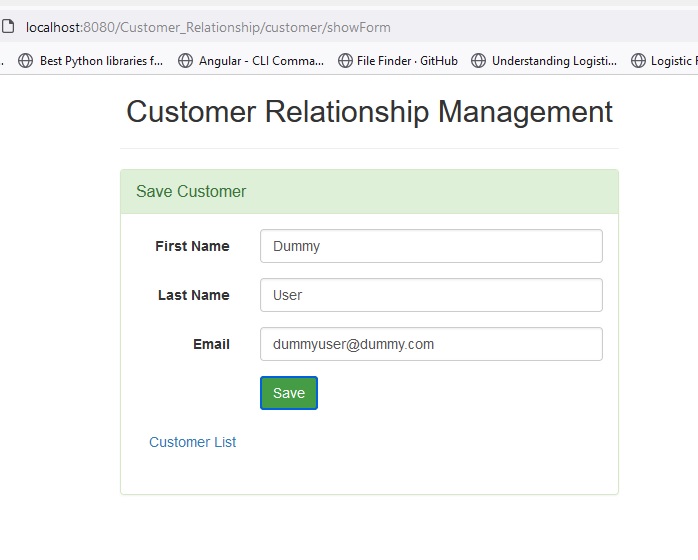 localhost:8080/Customer_Relationship/customer/showForm
Best Python libraries f... Angular - CLI Comma... File Finder · GitHub Understanding Logisti... Logistic
Customer Relationship Management
Save Customer
First Name Dummy
Last Name User
Email dummyuser@dummy.com
Save
Customer List